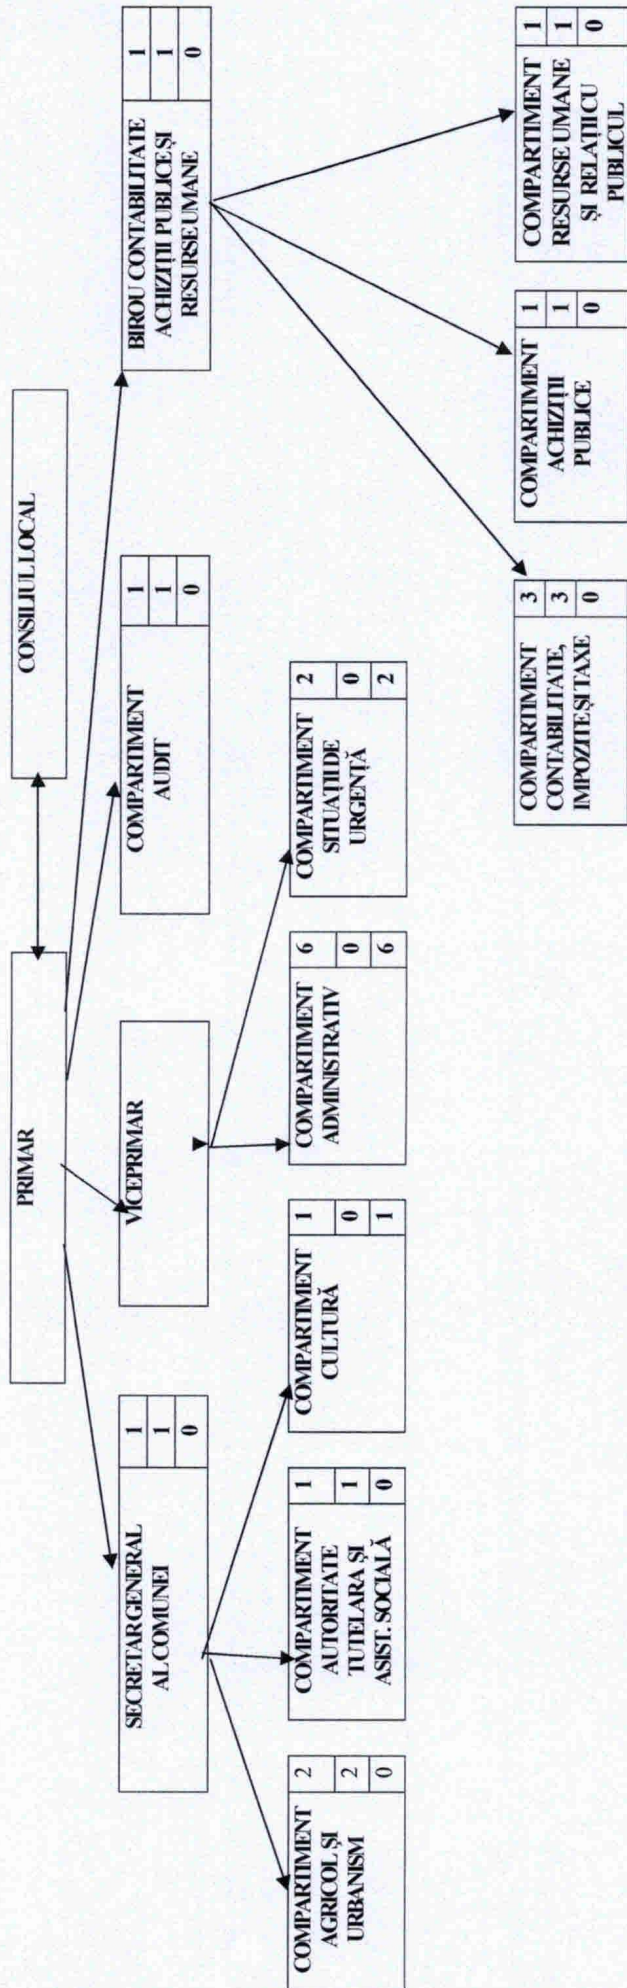 PRIMAR
CONSILIUL LOCAL
SECRETAR GENERAL
AL COMUNEI
1
1
0
VICEPRIMAR
COMPARTIMENT
AUDIT
1
1
0
BIROU CONTABILITATE
ACHIZIȚII PUBLICE ȘI
RESURSE UMANE
1
1
0
COMPARTIMENT
AGRICOL ȘI
URBANISM
2
2
0
COMPARTIMENT
AUTORITATE
TUTELARA ȘI
ASIST. SOCIALĂ
1
1
0
COMPARTIMENT
CULTURĂ
1
0
1
COMPARTIMENT
ADMINISTRATIV
6
0
6
COMPARTIMENT
SITUAȚII DE
URGENȚĂ
2
0
2
COMPARTIMENT
CONTABILITATE,
IMPOZITE ȘI TAXE
3
3
0
COMPARTIMENT
ACHIZIȚII
PUBLICE
1
1
0
COMPARTIMENT
RESURSE UMANE
ȘI RELAȚII CU
PUBLICUL
1
1
0